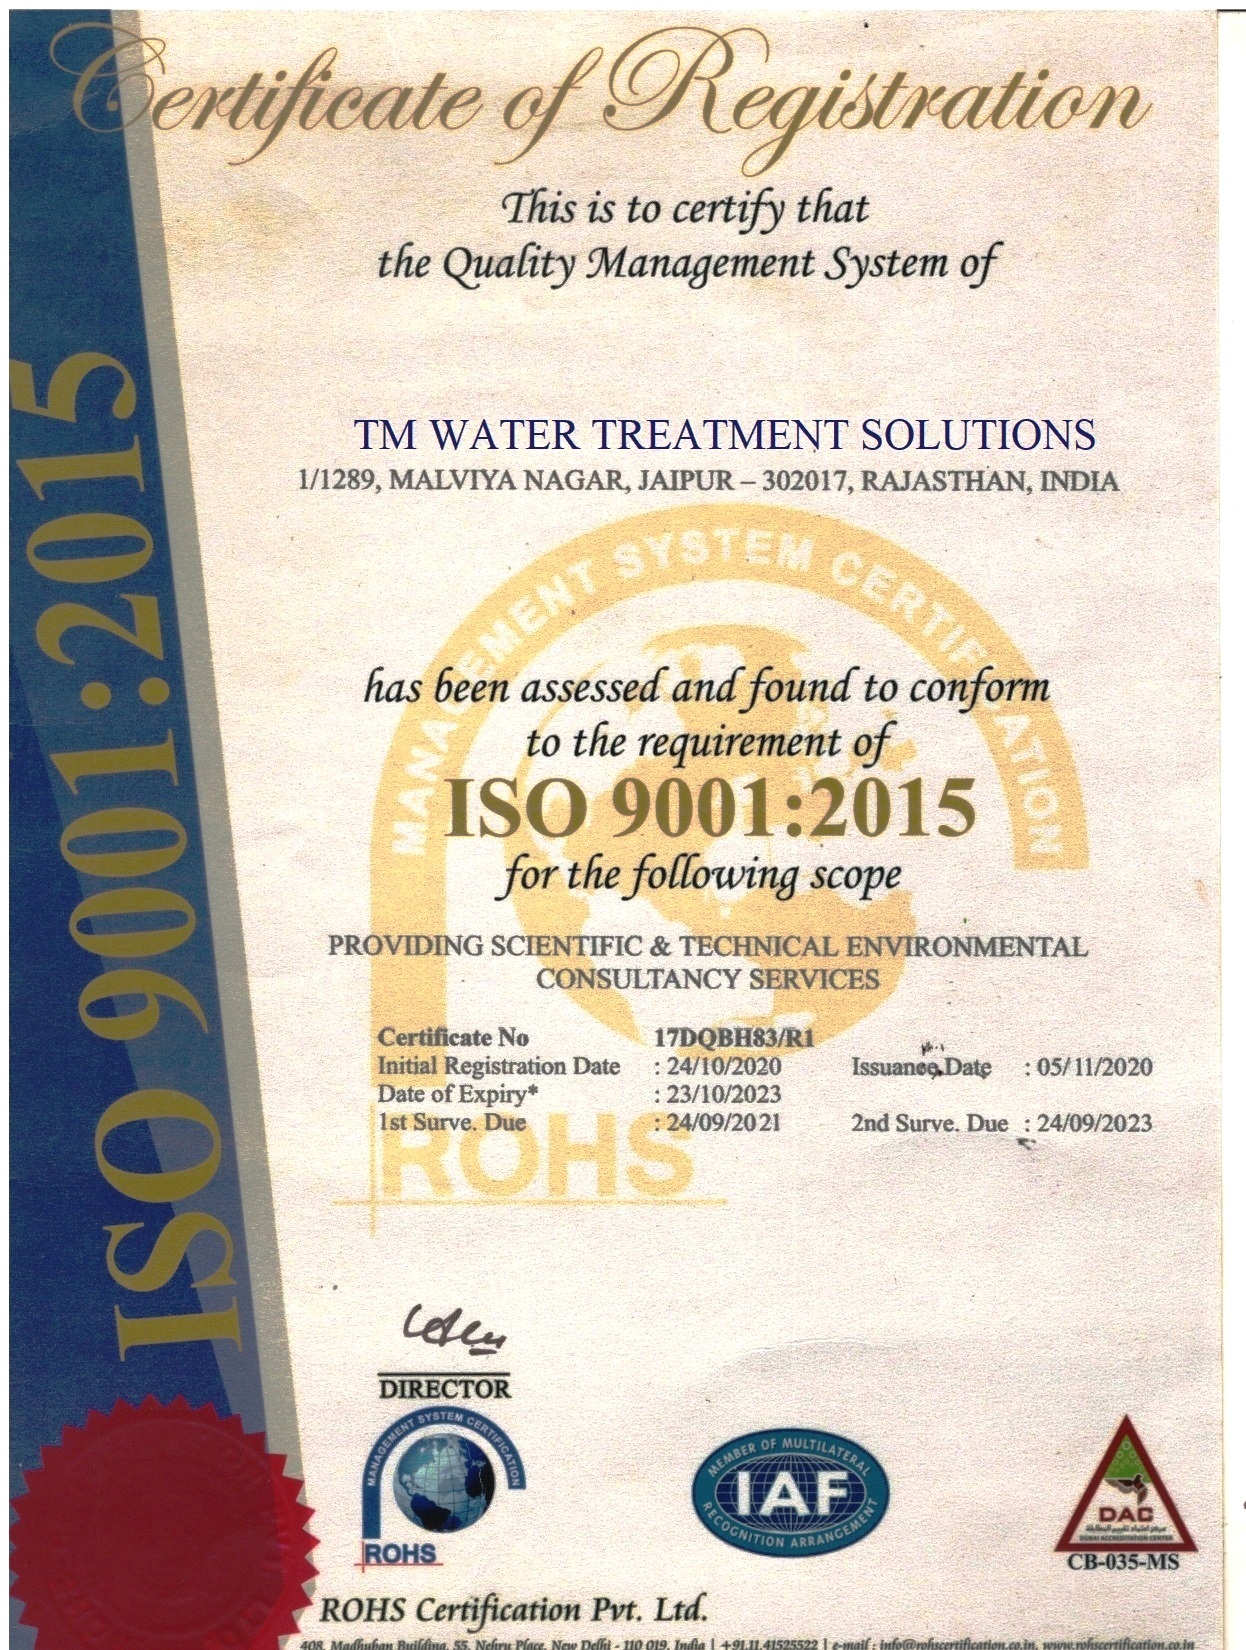 Certificate of Registration
This is to certify that
the Quality Management System of
TM WATER TREATMENT SOLUTIONS
1/1289, MALVIYA NAGAR, JAIPUR – 302017, RAJASTHAN, INDIA
MANAGEMENT SYSTEM CERTIFICATION
has been assessed and found to conform
to the requirement of
ISO 9001:2015
for the following scope
PROVIDING SCIENTIFIC & TECHNICAL ENVIRONMENTAL
CONSULTANCY SERVICES
Certificate No 17DQBH83/R1
Initial Registration Date : 24/10/2020 Issuance Date : 05/11/2020
Date of Expiry* : 23/10/2023
1st Surve. Due : 24/09/2021 2nd Surve. Due : 24/09/2023
ROHS
ISO 9001:2015
DIRECTOR
MANAGEMENT SYSTEM CERTIFICATION
ROHS
MEMBER OF MULTILATERAL
IAF
RECOGNITION ARRANGEMENT
DAC
DUBAI ACCREDITATION CENTER
CB-035-MS
ROHS Certification Pvt. Ltd.
408, Madhuban Building, 55, Nehru Place, New Delhi - 110 019, India | +91.11.41525522 | e-mail : info@rohscertification.co.in, www.rohscertification.co.in